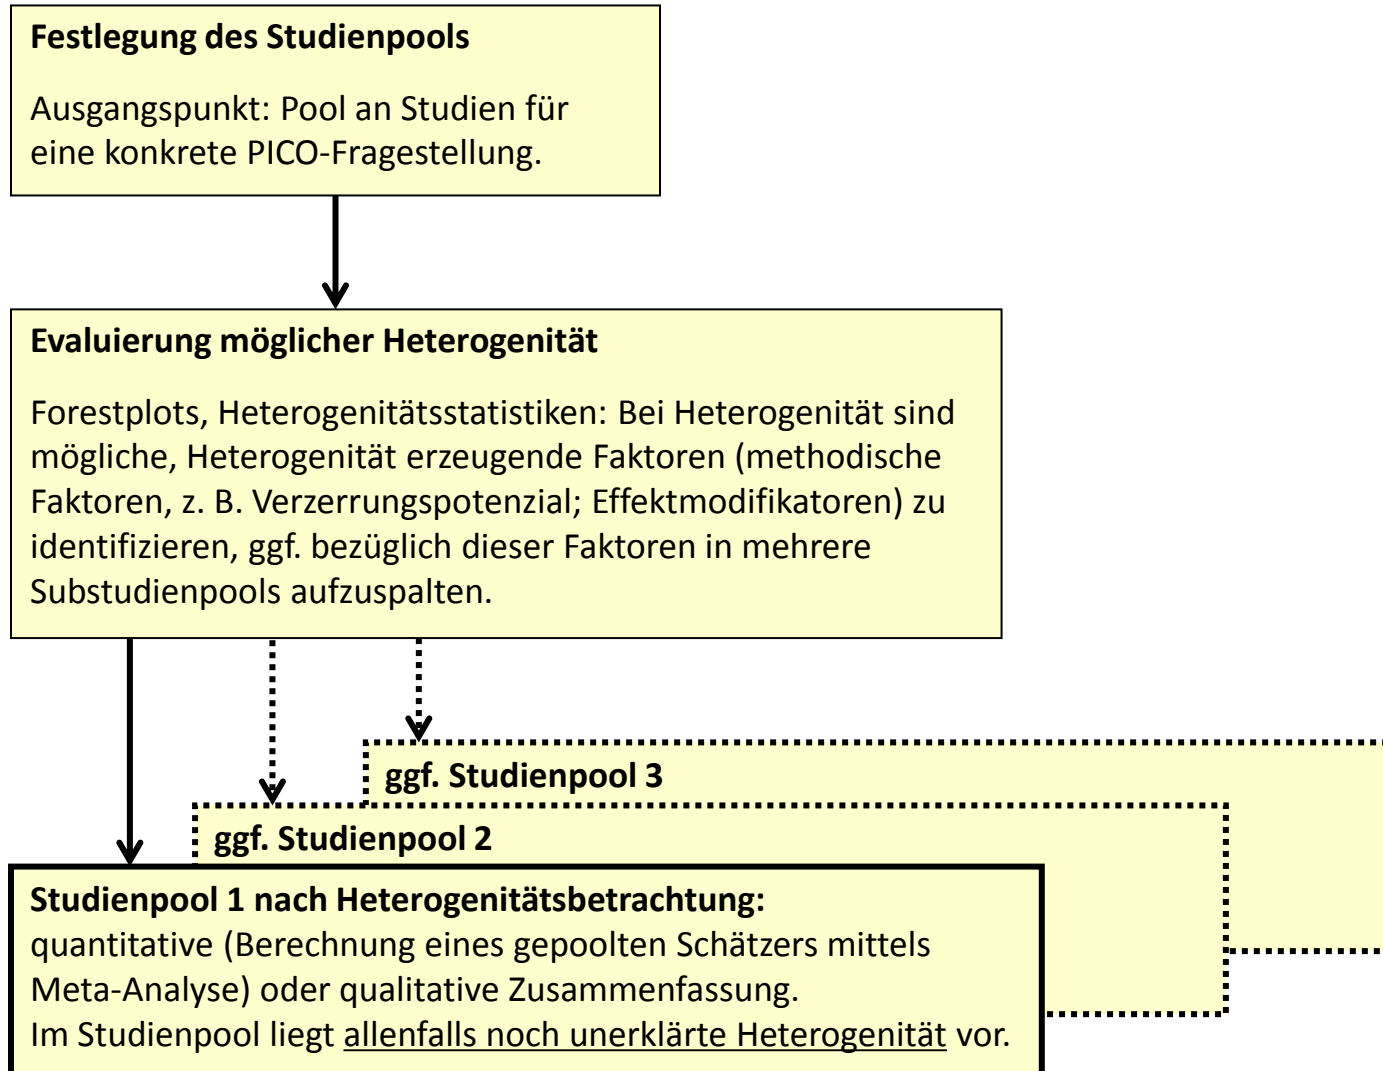 Festlegung des Studienpools
Ausgangspunkt: Pool an Studien für
eine konkrete PICO-Fragestellung.
Evaluierung möglicher Heterogenität
Forestplots, Heterogenitätsstatistiken: Bei Heterogenität sind
mögliche, Heterogenität erzeugende Faktoren (methodische
Faktoren, z. B. Verzerrungspotenzial; Effektmodifikatoren) zu
identifizieren, ggf. bezüglich dieser Faktoren in mehrere
Substudienpools aufzuspalten.
ggf. Studienpool 3
ggf. Studienpool 2
Studienpool 1 nach Heterogenitätsbetrachtung:
quantitative (Berechnung eines gepoolten Schätzers mittels
Meta-Analyse) oder qualitative Zusammenfassung.
Im Studienpool liegt allenfalls noch unerklärte Heterogenität vor.